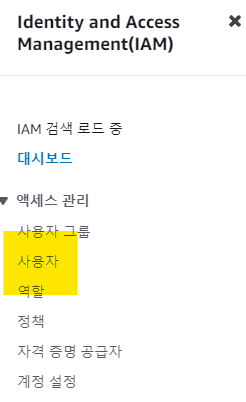 Identity and Access
Management(IAM)
IAM 검색 로드 중
대시보드
액세스 관리
사용자 그룹
사용자
역할
정책
자격 증명 공급자
계정 설정